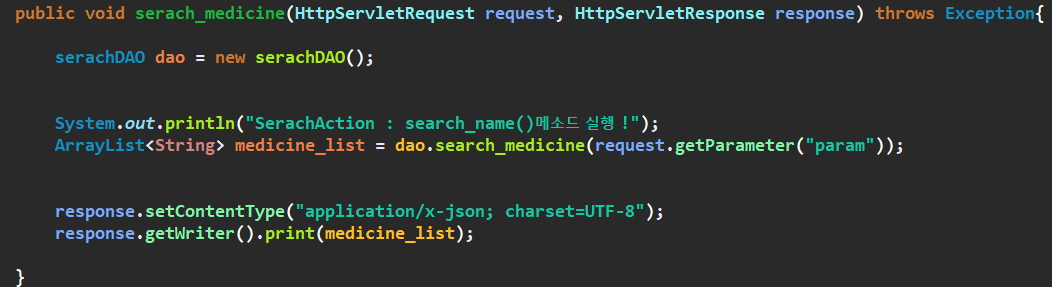 public void serach_medicine(HttpServletRequest request, HttpServletResponse response) throws Exception{
serachDAO dao = new serachDAO();
System.out.println("SerachAction : search_name()메소드 실행 !");
ArrayList<String> medicine_list = dao.search_medicine(request.getParameter("param"));
response.setContentType("application/x-json; charset=UTF-8");
response.getWriter().print(medicine_list);
}